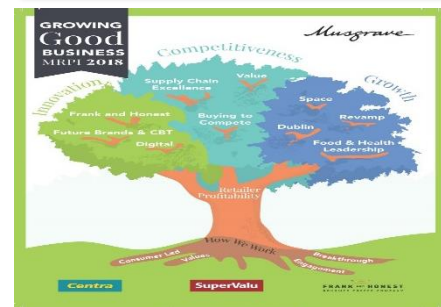 GROWING
Good
BUSINESS
MRPI 2018
Musgrave
Innovation
Competitiveness
Growth
Supply Chain
Excellence
Value
Frank and Honest
Future Brands & CBT
Digital
Buying to
Compete
Space
Revamp
Dublin
Food & Health
Leadership
Retailer
Profitability
How We Work
Consumer Led
Values
Breakthrough
Engagement
Centra
SuperValu
FRANK HONEST